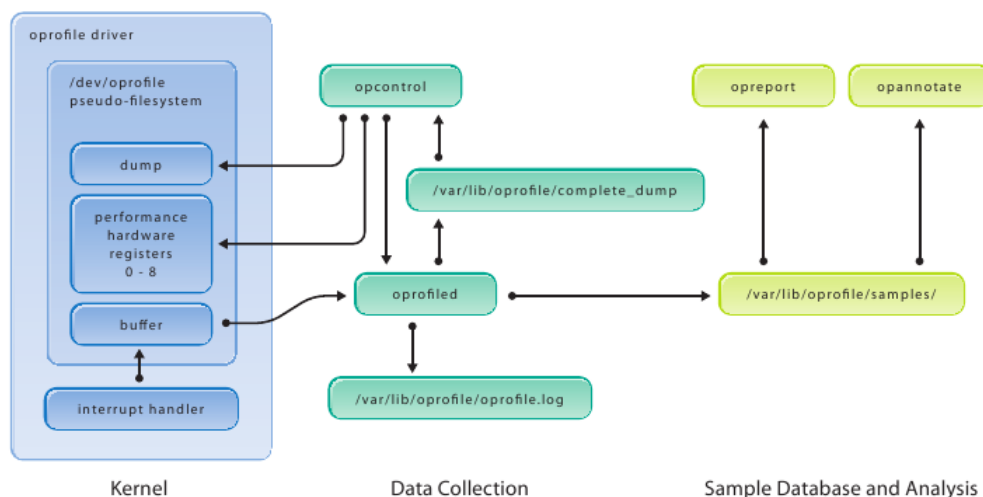 oprofile driver
/dev/oprofile
pseudo-filesystem
dump
performance
hardware
registers
0 - 8
buffer
interrupt handler
Kernel
opcontrol
/var/lib/oprofile/complete_dump
oprofiled
/var/lib/oprofile/oprofile.log
Data Collection
opreport
opannotate
/var/lib/oprofile/samples/
Sample Database and Analysis